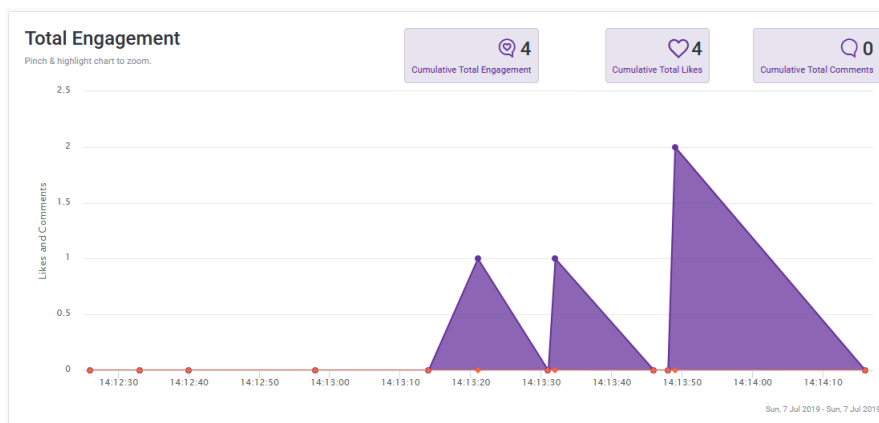 Total Engagement
Pinch & highlight chart to zoom.
4
Cumulative Total Engagement
4
Cumulative Total Likes
0
Cumulative Total Comments
2.5
2
1.5
1
0.5
0
Likes and Comments
14:12:30 14:12:40 14:12:50 14:13:00 14:13:10 14:13:20 14:13:30 14:13:40 14:13:50 14:14:00 14:14:10
Sun, 7 Jul 2019 - Sun, 7 Jul 2019